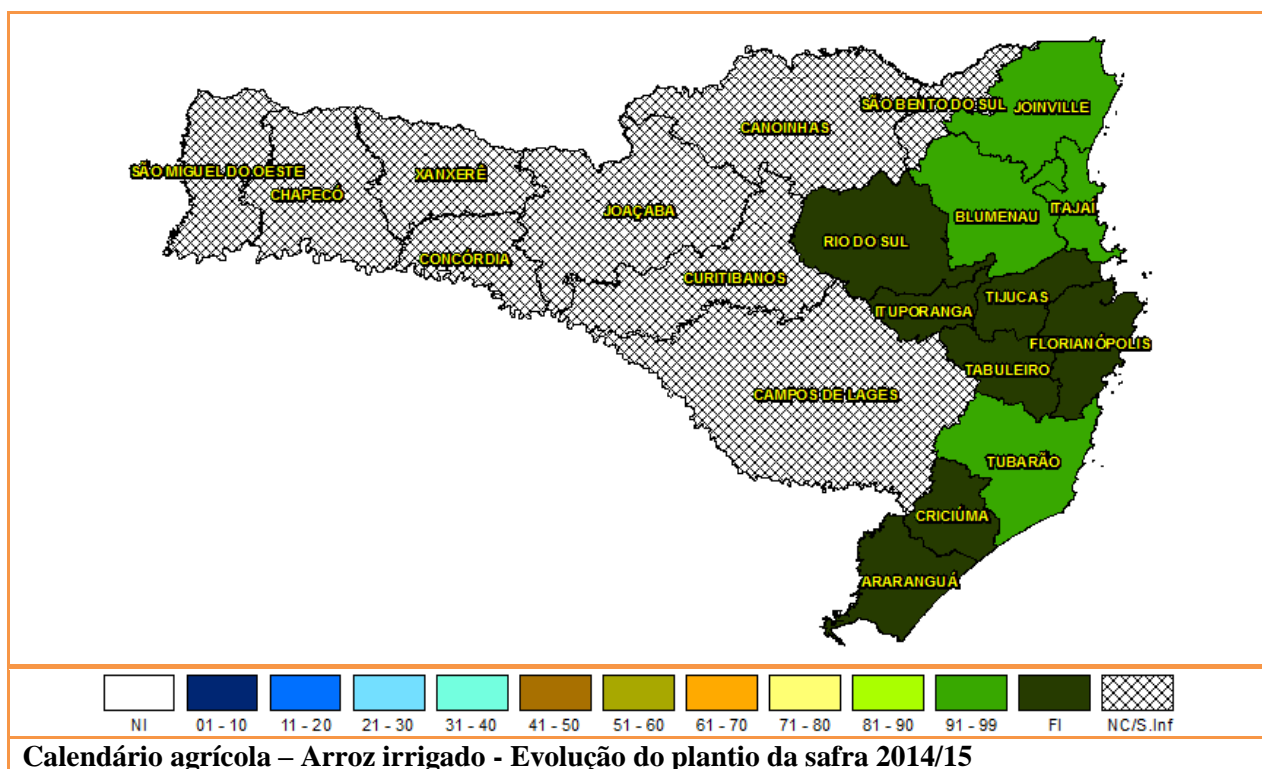 SÃO BENTO DO SUL
JOINVILLE
CANOINHAS
SÃO MIGUEL DO OESTE
XANXERÊ
CHAPECÓ
JOAÇABA
BLUMENAU
ITAJAÍ
RIO DO SUL
CONCÓRDIA
CURITIBANOS
TIJUCAS
ITUPORANGA
FLORIANÓPOLIS
TABULEIRO
CAMPOS DE LAGES
TUBARÃO
CRICIÚMA
ARARANGUÁ
NI 01 - 10 11 - 20 21 - 30 31 - 40 41 - 50 51 - 60 61 - 70 71 - 80 81 - 90 91 - 99 FI NC/S.Inf
Calendário agrícola – Arroz irrigado - Evolução do plantio da safra 2014/15